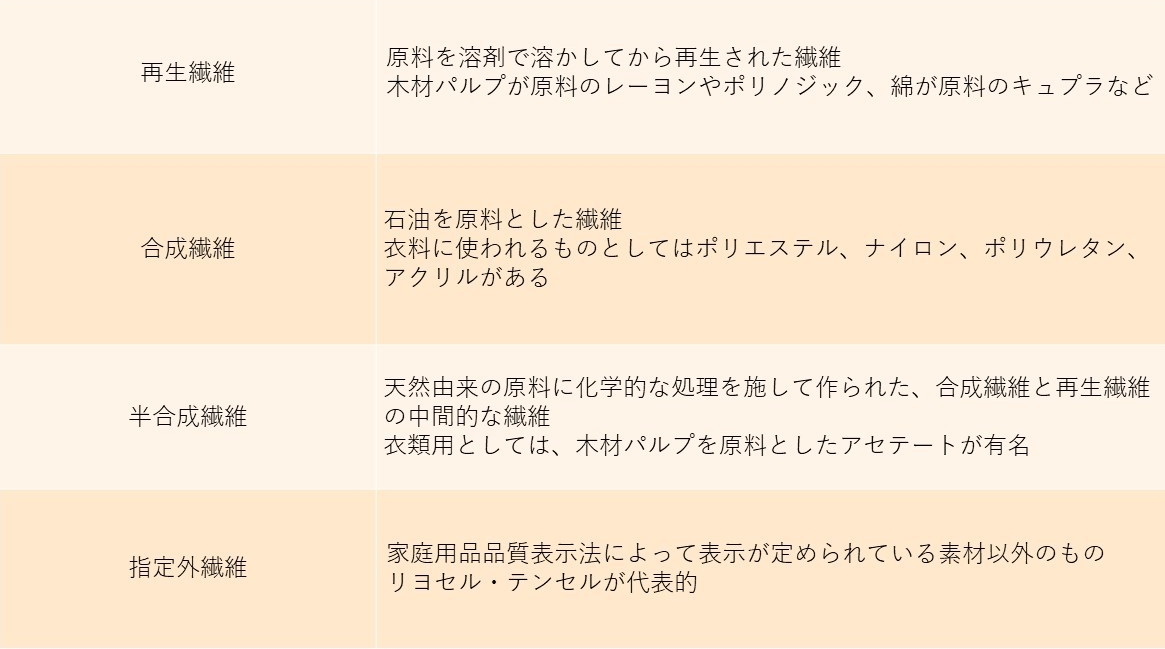 再生繊維
原料を溶剤で溶かしてから再生された繊維
木材パルプが原料のレーヨンやポリノジック、綿が原料のキュプラなど
合成繊維
石油を原料とした繊維
衣料に使われるものとしてはポリエステル、ナイロン、ポリウレタン、
アクリルがある
半合成繊維
天然由来の原料に化学的な処理を施して作られた、合成繊維と再生繊維
の中間的な繊維
衣類用としては、木材パルプを原料としたアセテートが有名
指定外繊維
家庭用品品質表示法によって表示が定められている素材以外のもの
リヨセル・テンセルが代表的